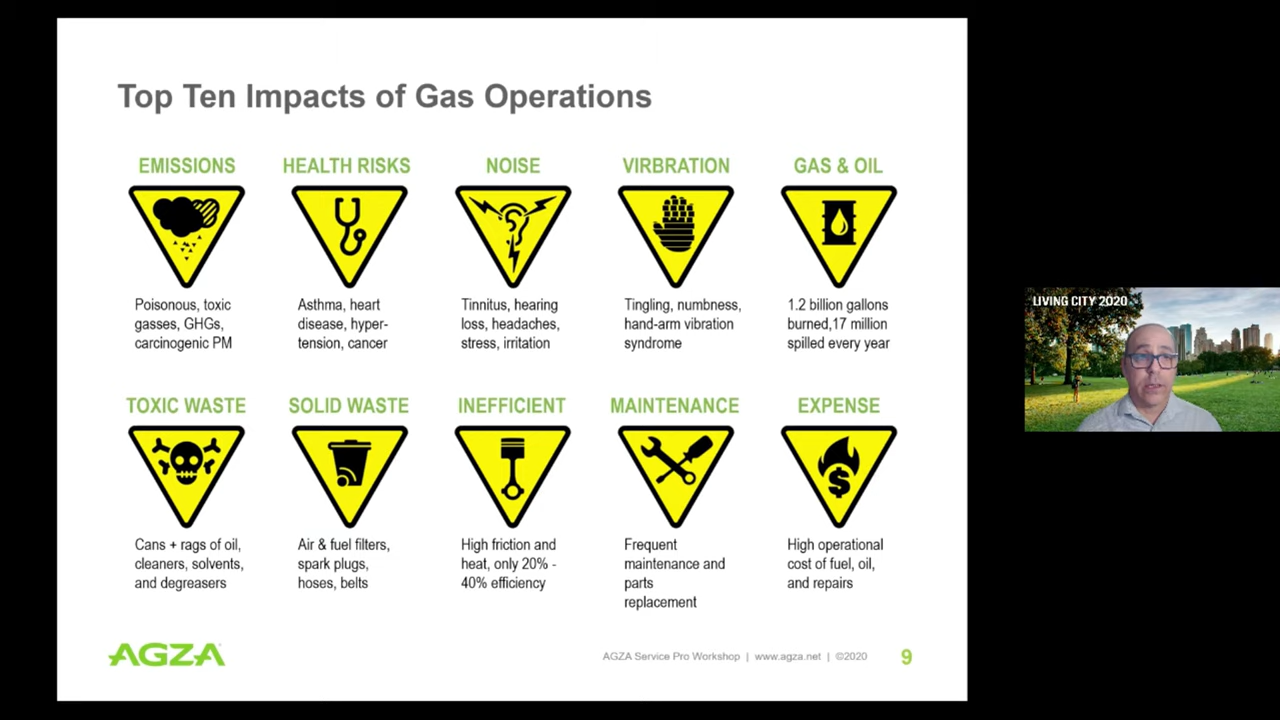 Top Ten Impacts of Gas Operations
EMISSIONS
Poisonous, toxic
gasses, GHGs,
carcinogenic PM
HEALTH RISKS
Asthma, heart
disease, hyper-
tension, cancer
NOISE
Tinnitus, hearing
loss, headaches,
stress, irritation
VIRBRATION
Tingling, numbness,
hand-arm vibration
syndrome
GAS & OIL
1.2 billion gallons
burned,17 million
spilled every year
TOXIC WASTE
Cans + rags of oil,
cleaners, solvents,
and degreasers
SOLID WASTE
Air & fuel filters,
spark plugs,
hoses, belts
INEFFICIENT
High friction and
heat, only 20% -
40% efficiency
MAINTENANCE
Frequent
maintenance and
parts
replacement
EXPENSE
$
High operational
cost of fuel, oil,
and repairs
AGZA
AGZA Service Pro Workshop | www.agza.net | ©2020
9
LIVING CITY 2020